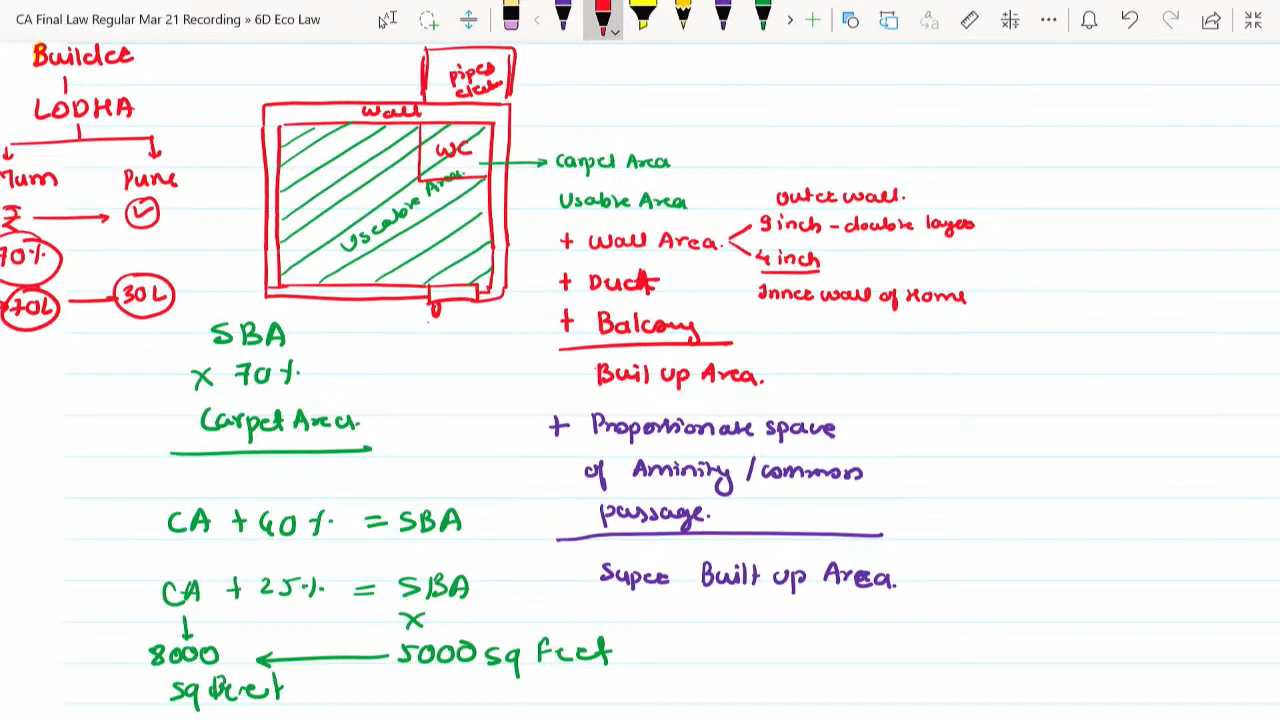 CA Final Law Regular Mar 21 Recording » 6D Eco Law
Builder
LODHA
Mum
Pune
₹
70%
70L
30L
pipes
elect
Wall
WC
Useable Area.
Carpet Area
Usable Area
+ Wall Area.
outer wall.
9 inch - double layer
4 inch
Inner wall of Home
+ Duct
+ Balcony
Buil up Area.
+ Proportionate space
of Aminity / common
passage.
Super Built up Area.
SBA
x 70%.
Carpet Area.
CA + 40%. = SBA
CA + 25%. = SBA
x
8000
5000 sq Feet
sq Feet